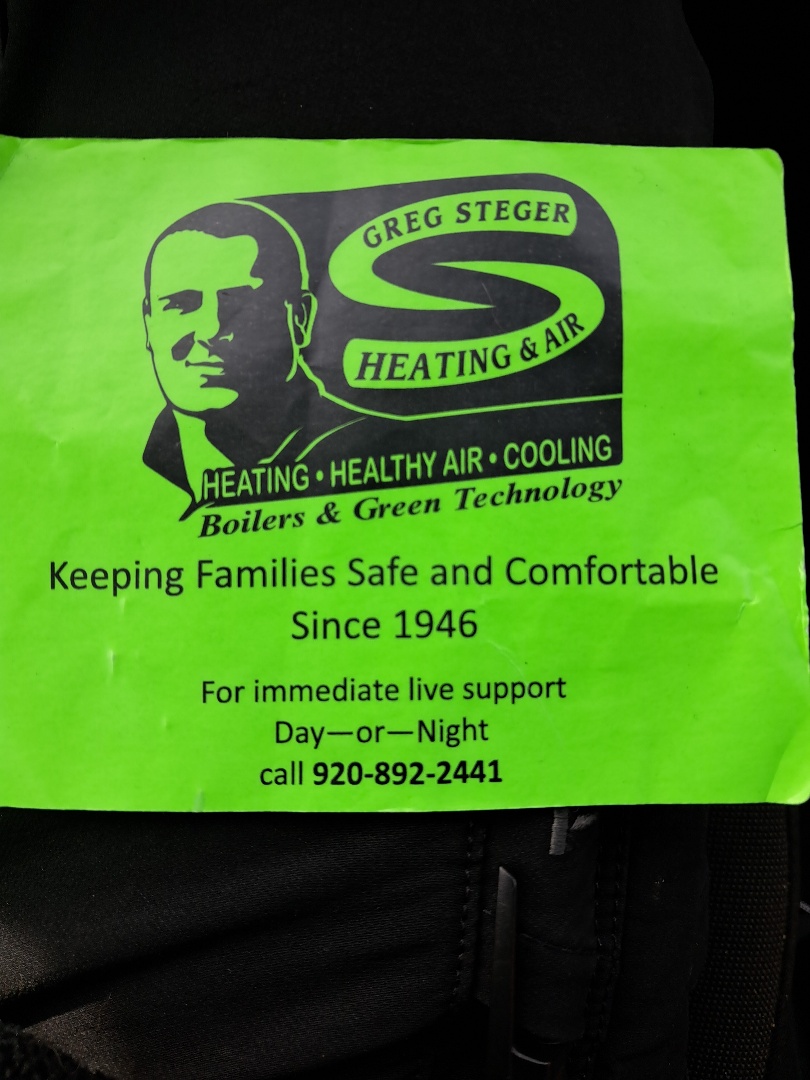 GREG STEGER
HEATING & AIR
HEATING • HEALTHY AIR • COOLING
Boilers & Green Technology
Keeping Families Safe and Comfortable
Since 1946
For immediate live support
Day—or—Night
call 920-892-2441